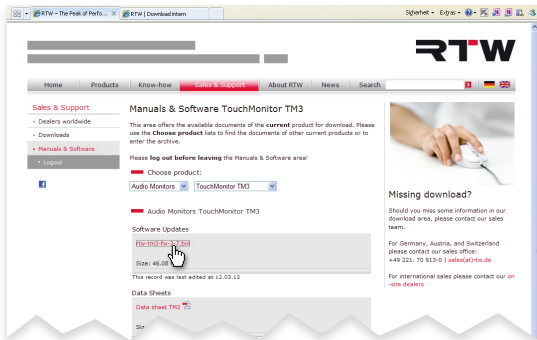 RTW – The Peak of Perfo...
RTW | Download intern
Sicherheit
Extras
RTW
Home Products Know-how Sales & Support About RTW News Search
Sales & Support
Dealers worldwide
Downloads
Manuals & Software
Logout
Manuals & Software TouchMonitor TM3
This area offers the available documents of the current product for download. Please
use the Choose product lists to find the documents of other current products or to
enter the archive.
Please log out before leaving the Manuals & Software area!
Choose product:
Audio Monitors TouchMonitor TM3
Audio Monitors TouchMonitor TM3
Software Updates
rtw-tm3-fw-2-7.bin
Size: 46.08
This record was last edited at 12.03.12
Data Sheets
Data sheet TM3
Missing download?
Should you miss some information in our
download area, please contact our sales
team.
For Germany, Austria, and Switzerland
please contact our sales office:
+49 221. 70 913-0 | sales(at)rtw.de
For international sales please contact our on
-site dealers